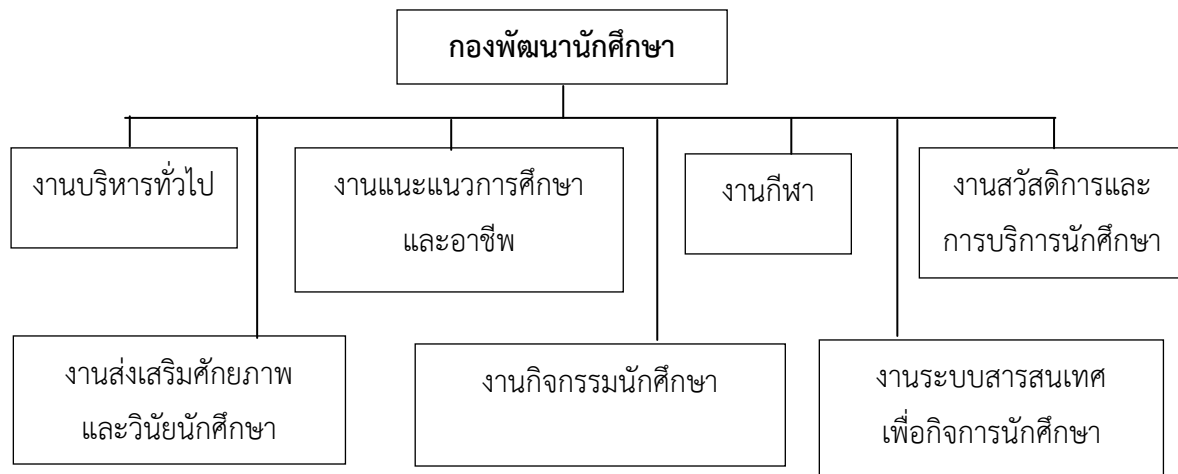 กองพัฒนานักศึกษา
งานบริหารทั่วไป
งานแนะแนวการศึกษา
และอาชีพ
งานกีฬา
งานสวัสดิการและ
การบริการนักศึกษา
งานส่งเสริมศักยภาพ
และวินัยนักศึกษา
งานกิจกรรมนักศึกษา
งานระบบสารสนเทศ
เพื่อกิจการนักศึกษา